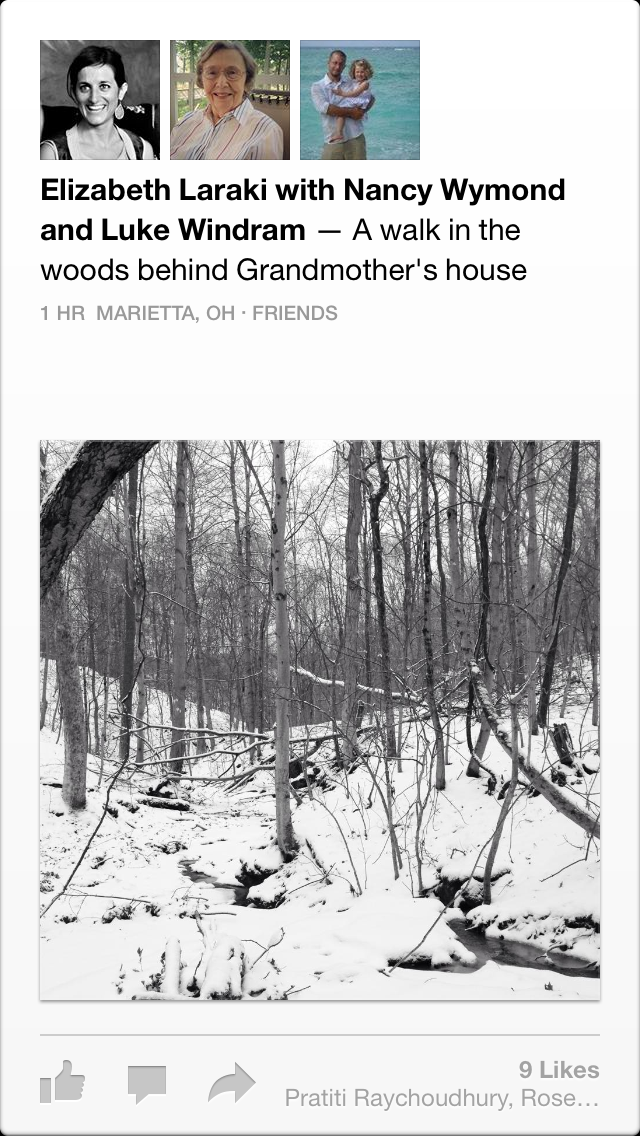 Elizabeth Laraki with Nancy Wymond
and Luke Windram — A walk in the
woods behind Grandmother's house
1 HR  MARIETTA, OH · FRIENDS
9 Likes
Pratiti Raychoudhury, Rose…